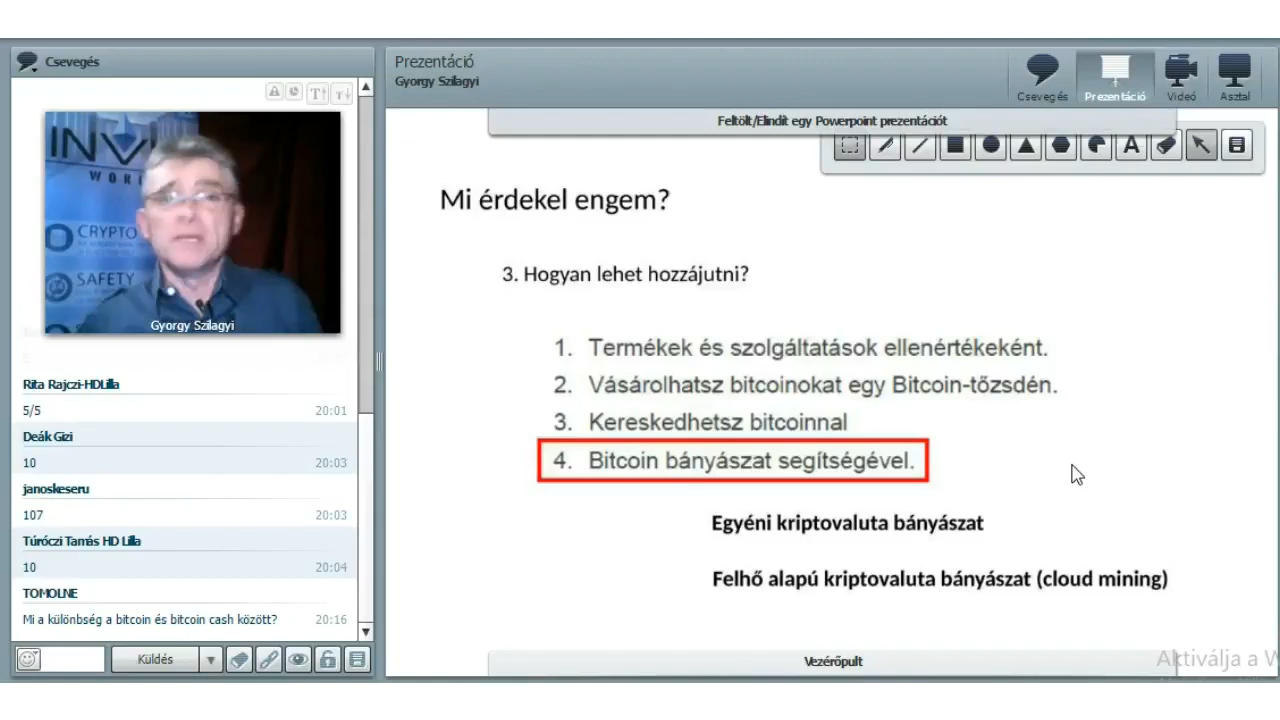 Csevegés
T↑
T↓
INV
WOR
CRYPTO
SAFETY
Gyorgy Szilagyi
Rita Rajczi-HDLilla
5/5 20:01
Deák Gizi
10 20:03
janoskeseru
107 20:03
Túróczi Tamás HD Lilla
10 20:04
TOMOLNE
Mi a különbség a bitcoin és bitcoin cash között? 20:16
Küldés
Prezentáció
Gyorgy Szilagyi
Csevegés
Prezentáció
Videó
Asztal
Feltölt/Elindít egy Powerpoint prezentációt
A
Mi érdekel engem?
3. Hogyan lehet hozzájutni?
1. Termékek és szolgáltatások ellenértékeként.
2. Vásárolhatsz bitcoinokat egy Bitcoin-tőzsdén.
3. Kereskedhetsz bitcoinnal
4. Bitcoin bányászat segítségével.
Egyéni kriptovaluta bányászat
Felhő alapú kriptovaluta bányászat (cloud mining)
Vezérőpult
Aktiválja a W